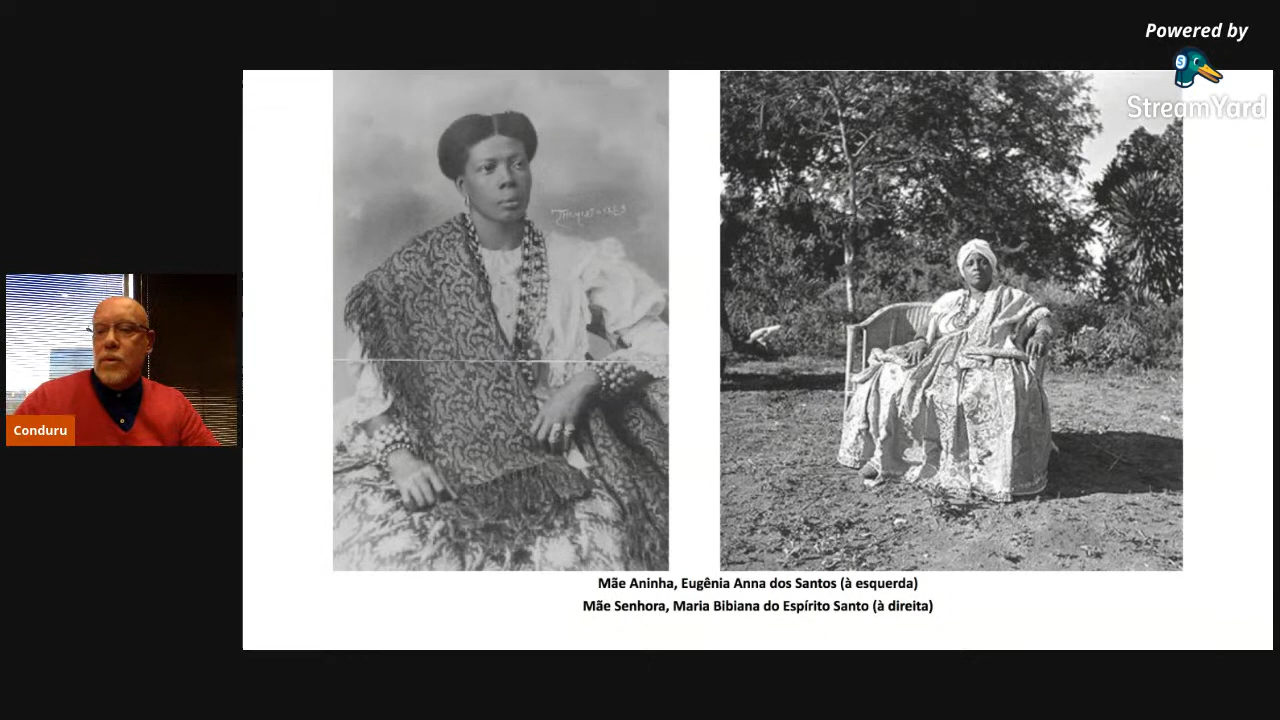 Powered by
StreamYard
Conduru
Mãe Aninha, Eugênia Anna dos Santos (à esquerda)
Mãe Senhora, Maria Bibiana do Espírito Santo (à direita)